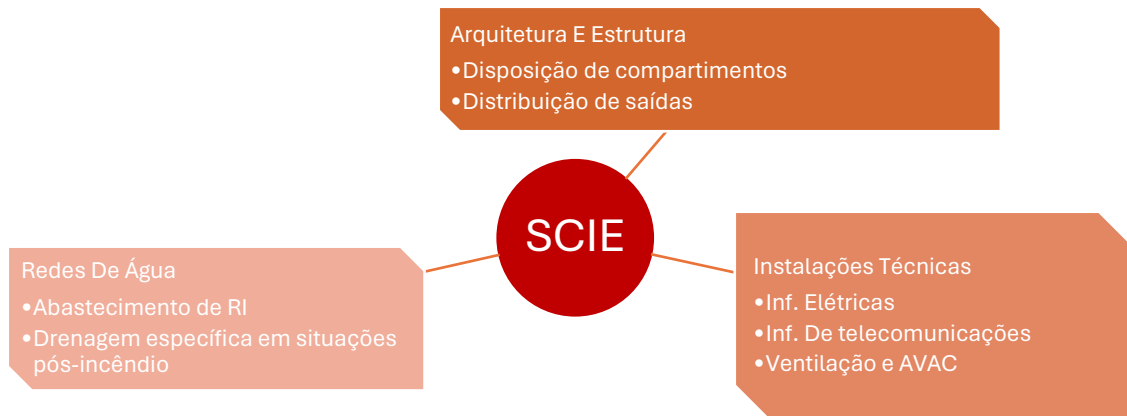 Arquitetura E Estrutura
•Disposição de compartimentos
•Distribuição de saídas
SCIE
Redes De Água
•Abastecimento de RI
•Drenagem específica em situações
pós-incêndio
Instalações Técnicas
•Inf. Elétricas
•Inf. De telecomunicações
•Ventilação e AVAC